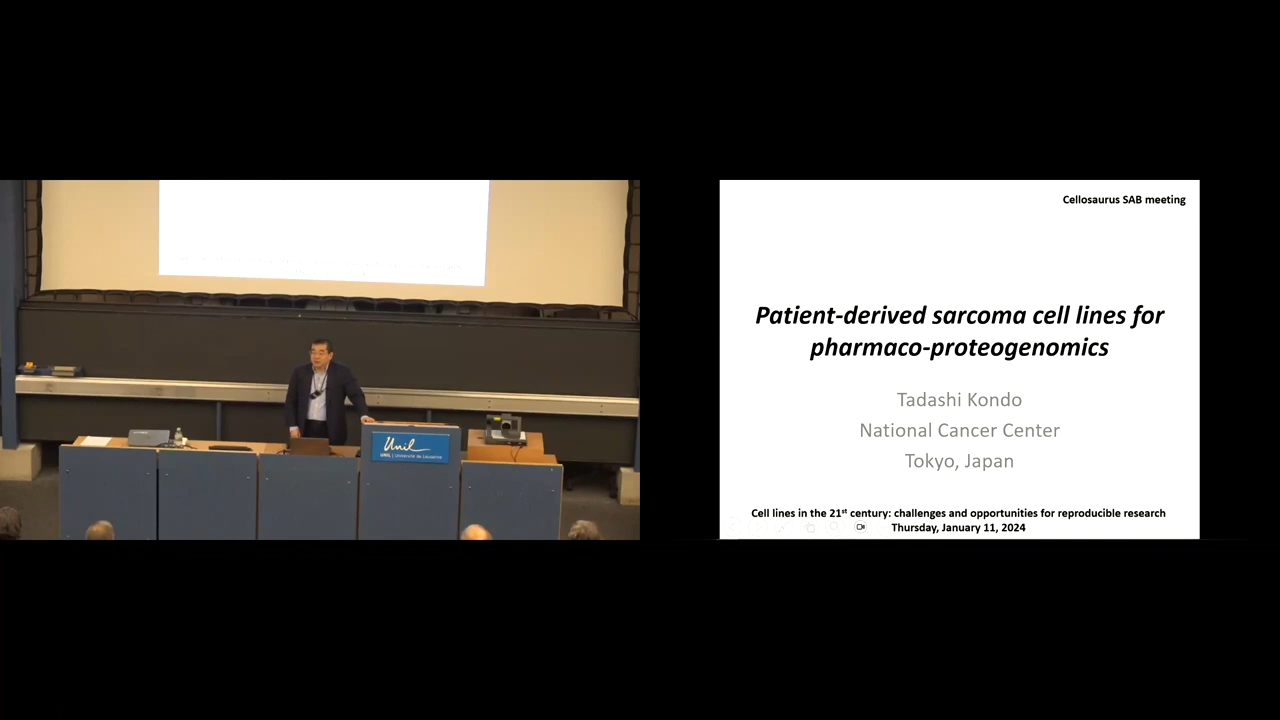 Unil
UNIL | Université de Lausanne
Cellosaurus SAB meeting
Patient-derived sarcoma cell lines for
pharmaco-proteogenomics
Tadashi Kondo
National Cancer Center
Tokyo, Japan
Cell lines in the 21st century: challenges and opportunities for reproducible research
Thursday, January 11, 2024